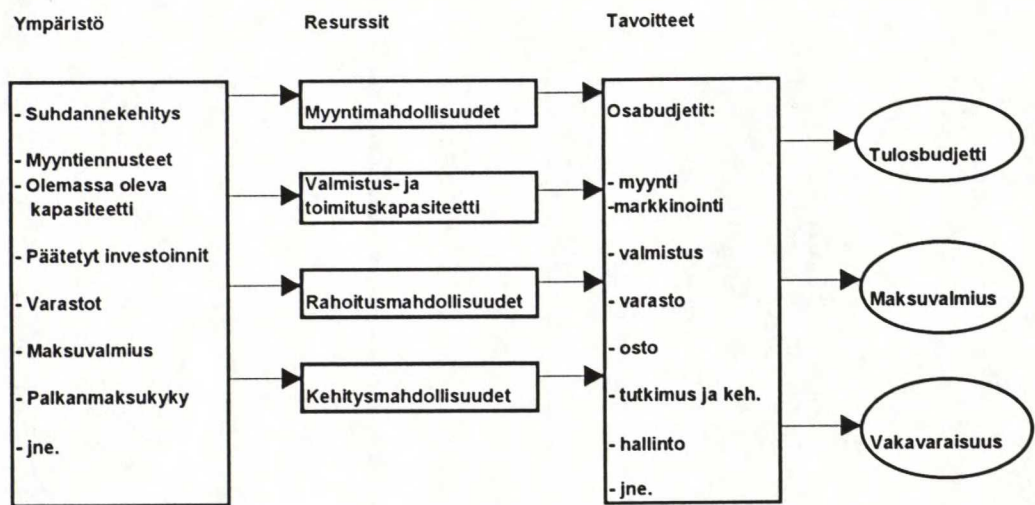 Ympäristö
Resurssit
Tavoitteet
- Suhdannekehitys
- Myyntiennusteet
- Olemassa oleva
kapasiteetti
- Päätetyt investoinnit
- Varastot
- Maksuvalmius
- Palkanmaksukyky
- jne.
Myyntimahdollisuudet
Valmistus- ja
toimituskapasiteetti
Rahoitusmahdollisuudet
Kehitysmahdollisuudet
Osabudjetit:
- myynti
-markkinointi
- valmistus
- varasto
- osto
- tutkimus ja keh.
- hallinto
- jne.
Tulosbudjetti
Maksuvalmius
Vakavaraisuus